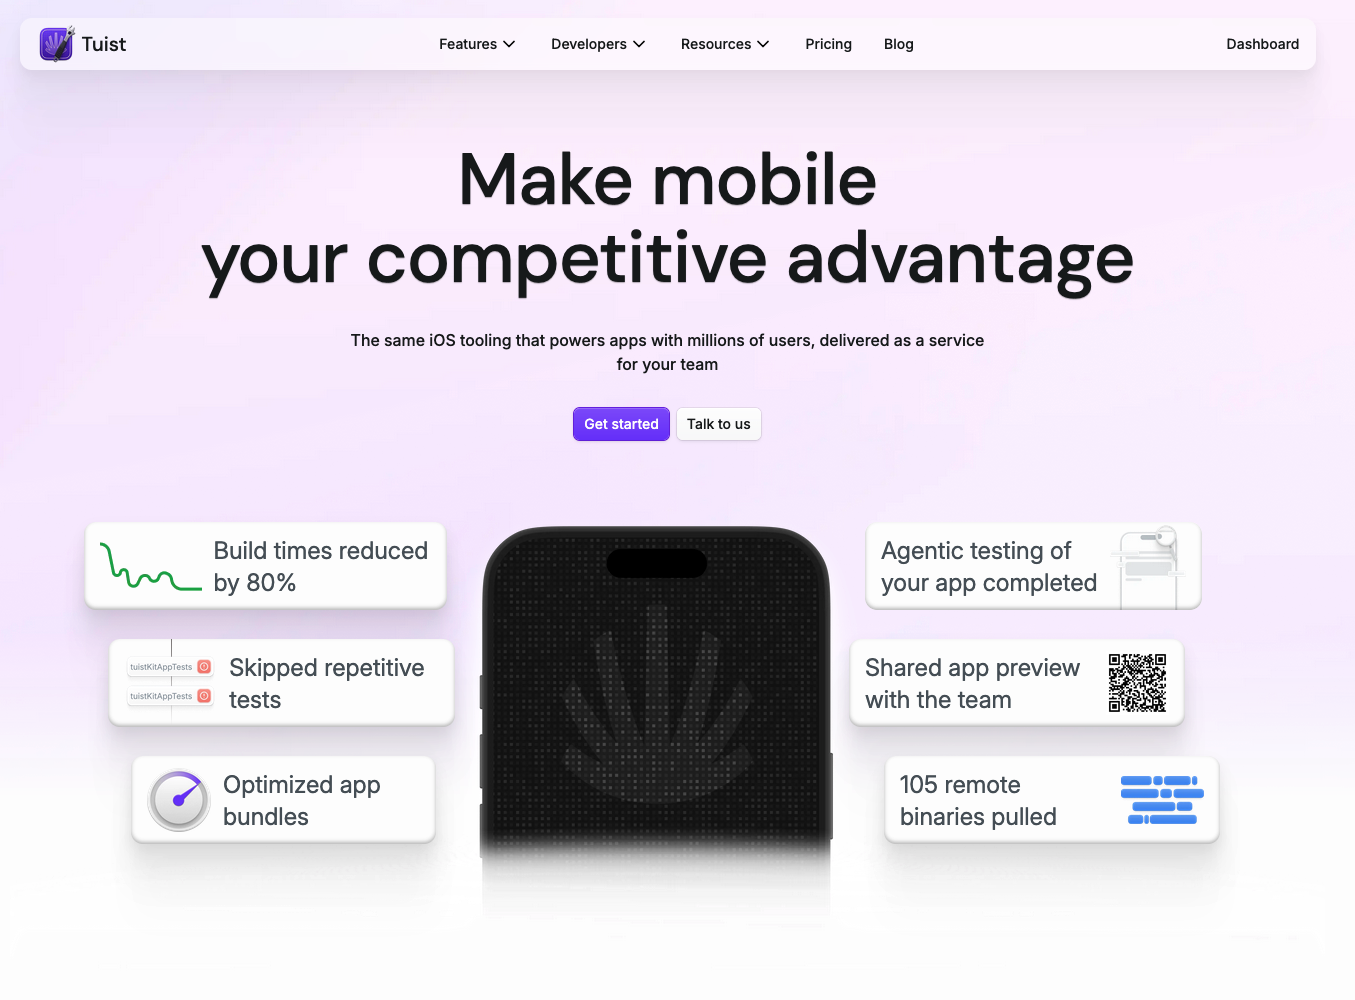 Tuist
Features
Developers
Resources
Pricing
Blog
Dashboard
Make mobile
your competitive advantage
The same iOS tooling that powers apps with millions of users, delivered as a service
for your team
Get started
Talk to us
Build times reduced
by 80%
tuistKitAppTests
tuistKitAppTests
Skipped repetitive
tests
Optimized app
bundles
Agentic testing of
your app completed
Shared app preview
with the team
105 remote
binaries pulled